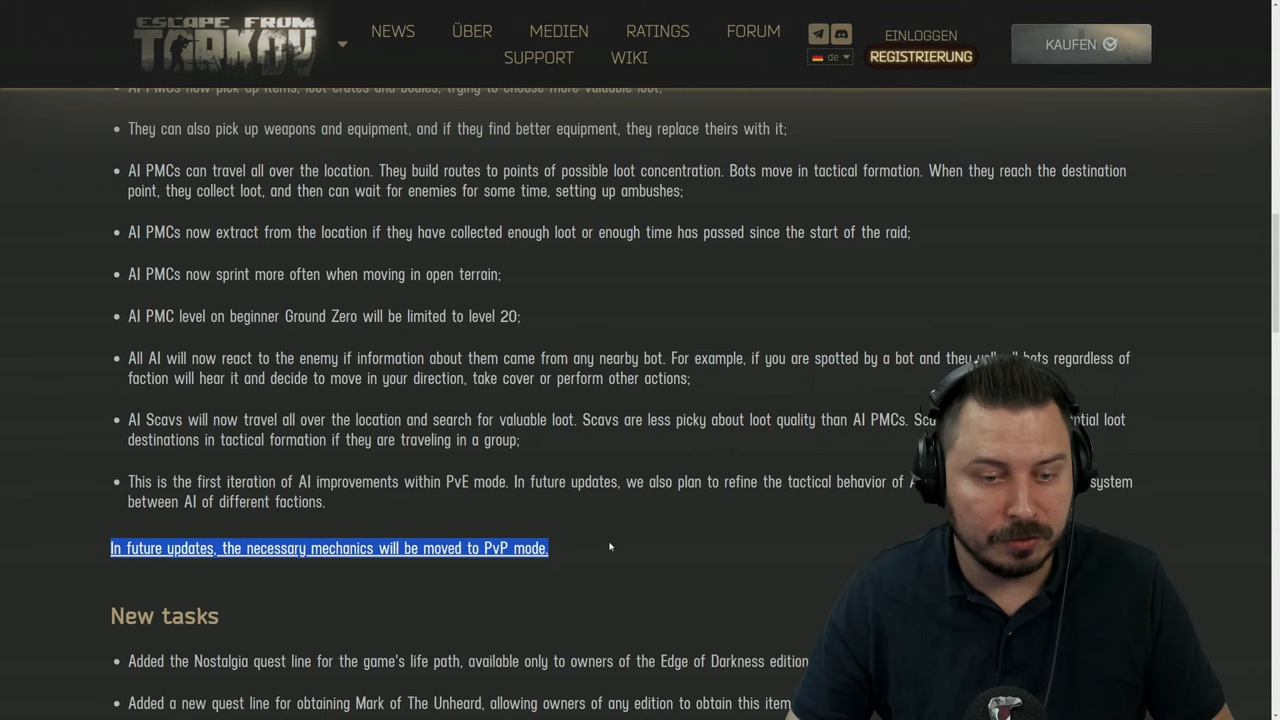 ESCAPE FROM
TARKOV
NEWS ÜBER MEDIEN RATINGS FORUM
SUPPORT WIKI
de
EINLOGGEN
REGISTRIERUNG
KAUFEN
AI PMCs now pick up items, loot crates and bodies, trying to choose more valuable loot;
They can also pick up weapons and equipment, and if they find better equipment, they replace theirs with it;
AI PMCs can travel all over the location. They build routes to points of possible loot concentration. Bots move in tactical formation. When they reach the destination
point, they collect loot, and then can wait for enemies for some time, setting up ambushes;
AI PMCs now extract from the location if they have collected enough loot or enough time has passed since the start of the raid;
AI PMCs now sprint more often when moving in open terrain;
AI PMC level on beginner Ground Zero will be limited to level 20;
All AI will now react to the enemy if information about them came from any nearby bot. For example, if you are spotted by a bot and they bots regardless of
faction will hear it and decide to move in your direction, take cover or perform other actions;
AI Scavs will now travel all over the location and search for valuable loot. Scavs are less picky about loot quality than AI PMCs. loot
destinations in tactical formation if they are traveling in a group;
This is the first iteration of AI improvements within PvE mode. In future updates, we also plan to refine the tactical behavior of system
between AI of different factions.
In future updates, the necessary mechanics will be moved to PvP mode.
New tasks
Added the Nostalgia quest line for the game's life path, available only to owners of the Edge of Darkness edition
Added a new quest line for obtaining Mark of The Unheard, allowing owners of any edition to obtain this item